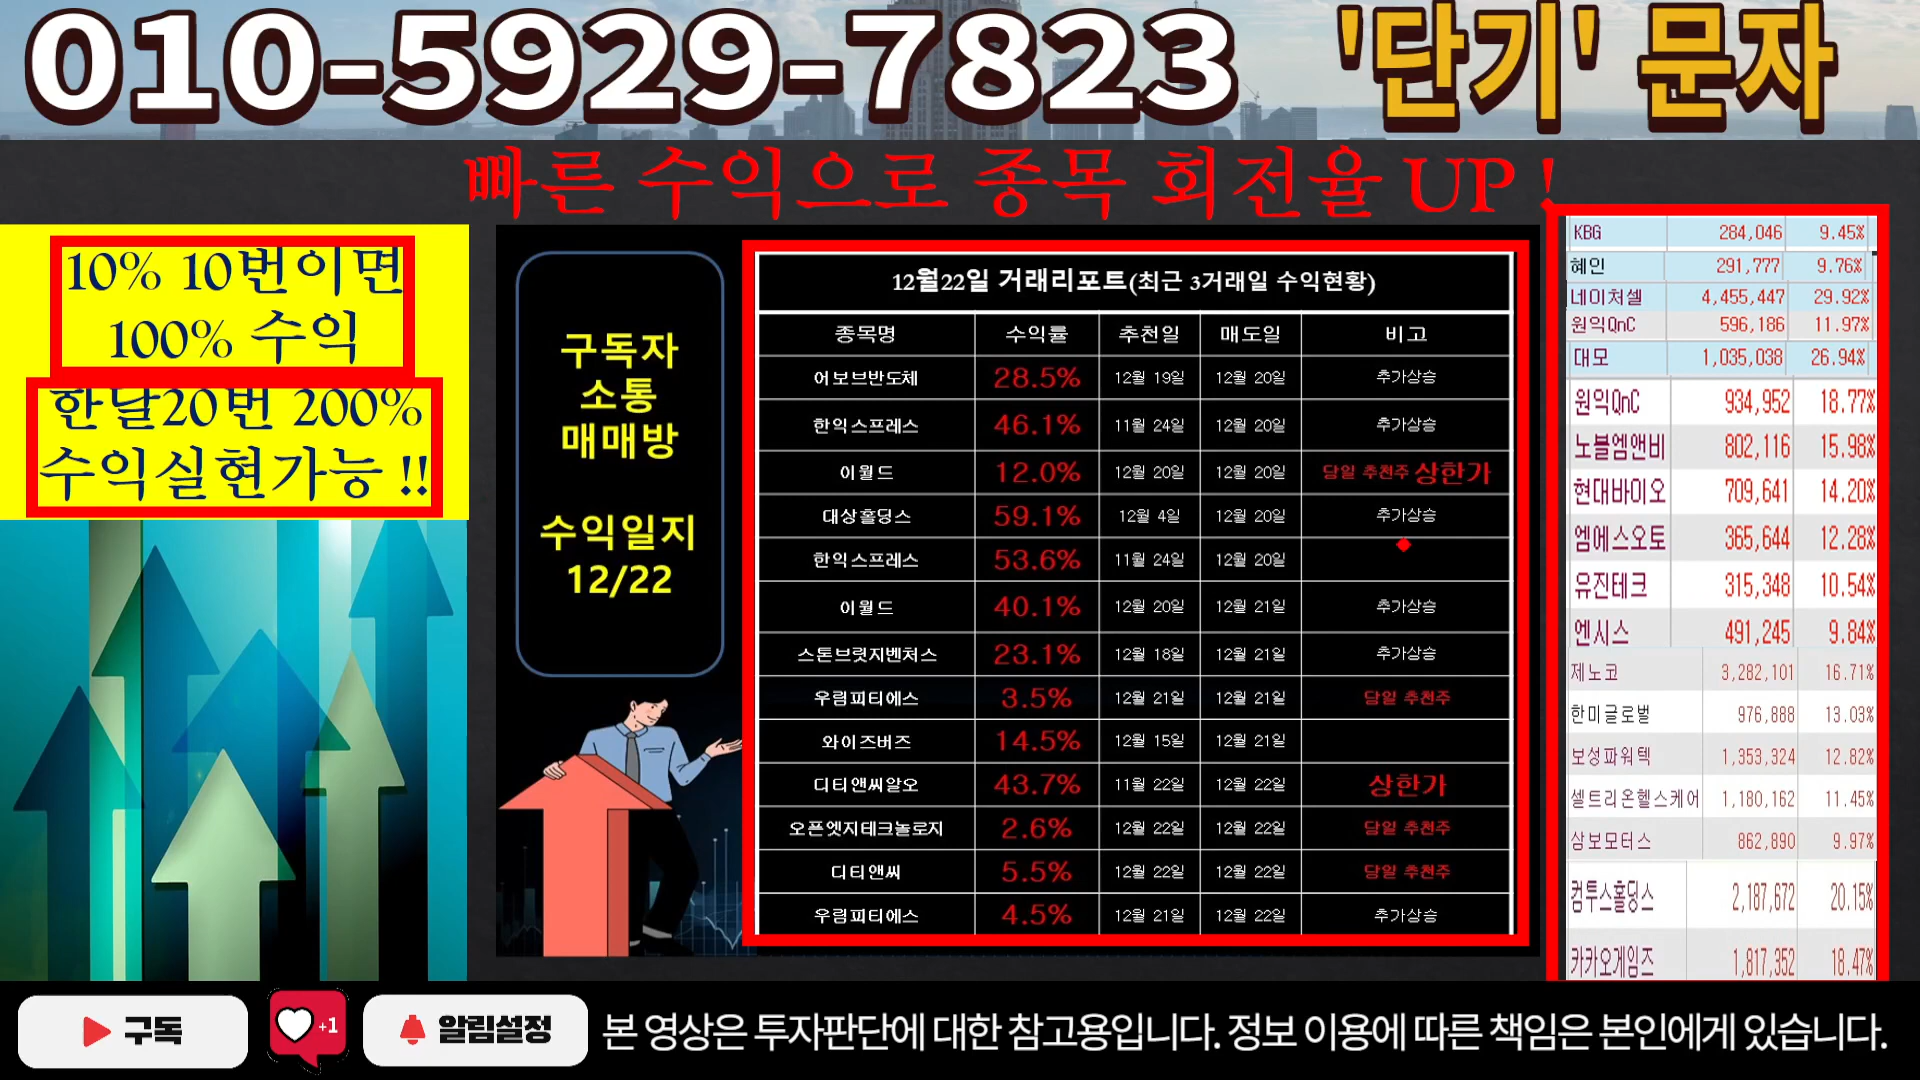 010-5929-7823 '단기' 문자
빠른 수익으로 종목 회전율 UP !
10% 10번이면
100% 수익
한달20번 200%
수익실현가능 !!
구독자
소통
매매방
수익일지
12/22
12월22일 거래리포트(최근 3거래일 수익현황)
종목명 수익률 추천일 매도일 비고
어보브반도체 28.5% 12월 19일 12월 20일 추가상승
한익스프레스 46.1% 11월 24일 12월 20일 추가상승
이월드 12.0% 12월 20일 12월 20일 당일 추천주 상한가
대상홀딩스 59.1% 12월 4일 12월 20일 추가상승
한익스프레스 53.6% 11월 24일 12월 20일
이월드 40.1% 12월 20일 12월 21일 추가상승
스톤브릿지벤처스 23.1% 12월 18일 12월 21일 추가상승
우림피티에스 3.5% 12월 21일 12월 21일 당일 추천주
와이즈버즈 14.5% 12월 15일 12월 21일
디티앤씨알오 43.7% 11월 22일 12월 22일 상한가
오픈엣지테크놀로지 2.6% 12월 22일 12월 22일 당일 추천주
디티앤씨 5.5% 12월 22일 12월 22일 당일 추천주
우림피티에스 4.5% 12월 21일 12월 22일 추가상승
KBG 284,046 9.45%
혜인 291,777 9.76%
네이처셀 4,455,447 29.92%
원익QnC 596,186 11.97%
대모 1,035,038 26.94%
원익QnC 934,952 18.77%
노블엠앤비 802,116 15.98%
현대바이오 709,641 14.20%
엠에스오토 365,644 12.28%
유진테크 315,348 10.54%
엔시스 491,245 9.84%
제노코 3,282,101 16.71%
한미글로벌 976,888 13.03%
보성파워텍 1,353,324 12.82%
셀트리온헬스케어 1,180,162 11.45%
삼보모터스 862,890 9.97%
컴투스홀딩스 2,187,672 20.15%
카카오게임즈 1,817,352 18.47%
구독 +1 알림설정 본 영상은 투자판단에 대한 참고용입니다. 정보 이용에 따른 책임은 본인에게 있습니다.